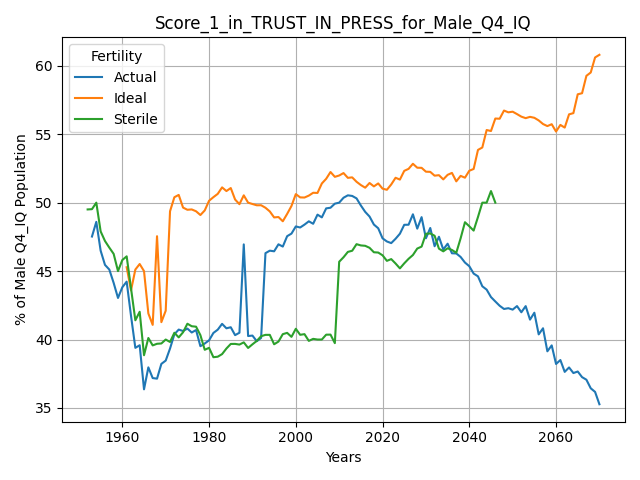 Score_1_in_TRUST_IN_PRESS_for_Male_Q4_IQ
Fertility
Actual
Ideal
Sterile
% of Male Q4_IQ Population
60
55
50
45
40
35
1960
1980
2000
2020
2040
2060
Years